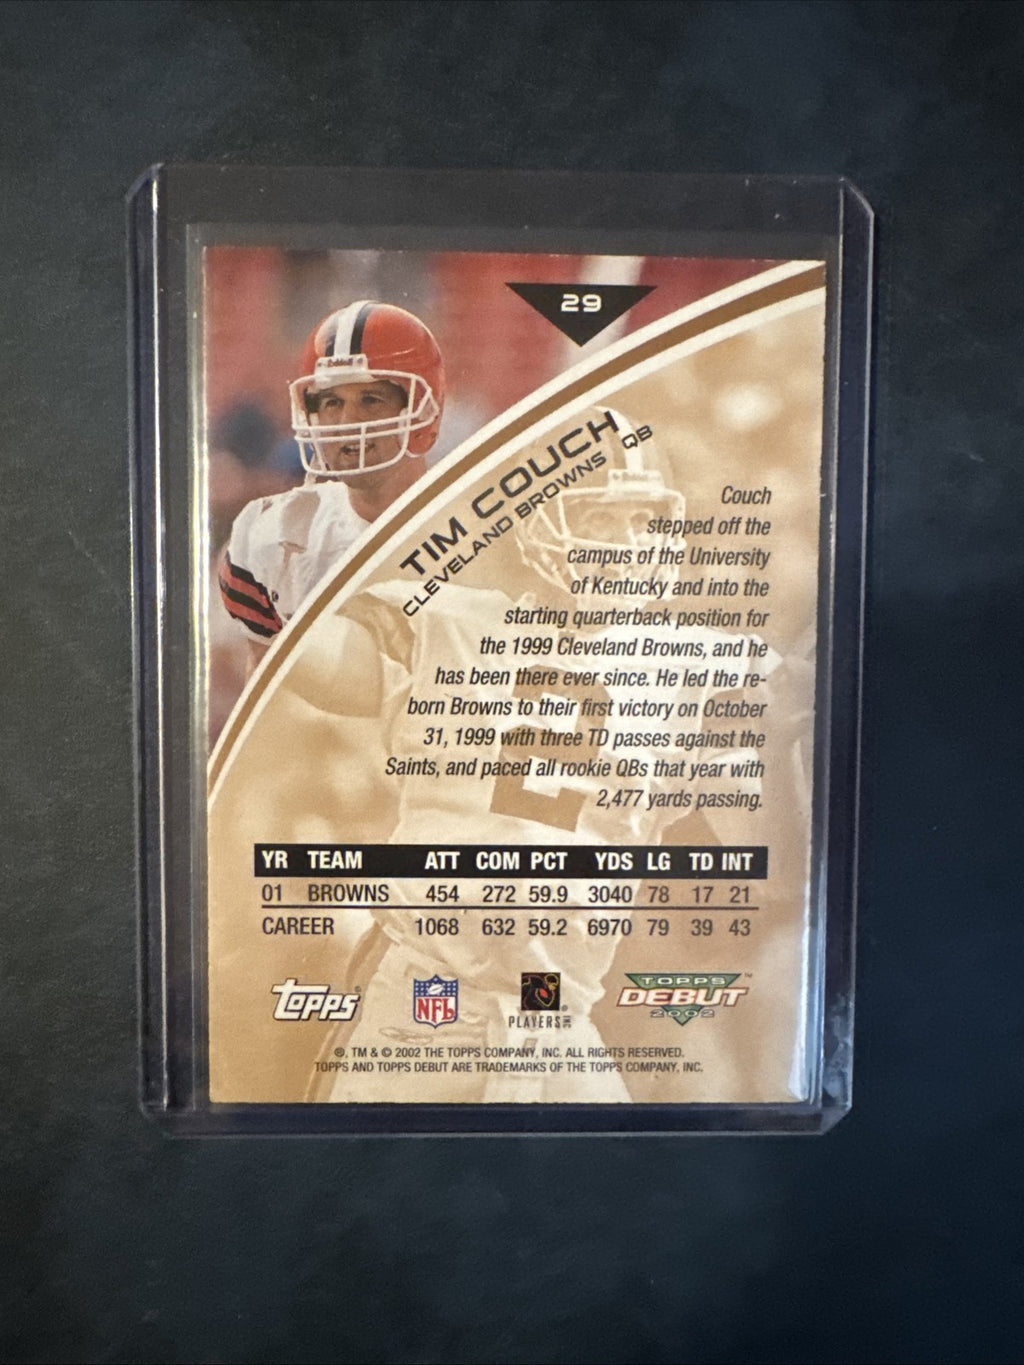 29
Riddell
TIM COUCH QB
CLEVELAND BROWNS
Couch
stepped off the
campus of the University
of Kentucky and into the
starting quarterback position for
the 1999 Cleveland Browns, and he
has been there ever since. He led the re-
born Browns to their first victory on October
31, 1999 with three TD passes against the
Saints, and paced all rookie QBs that year with
2,477 yards passing.
YR TEAM ATT COM PCT YDS LG TD INT
01 BROWNS 454 272 59.9 3040 78 17 21
CAREER 1068 632 59.2 6970 79 39 43
topps® NFL PLAYERS INC ® TOPPS DEBUT 2002 ™
®, TM & © 2002 THE TOPPS COMPANY, INC. ALL RIGHTS RESERVED.
TOPPS AND TOPPS DEBUT ARE TRADEMARKS OF THE TOPPS COMPANY, INC.